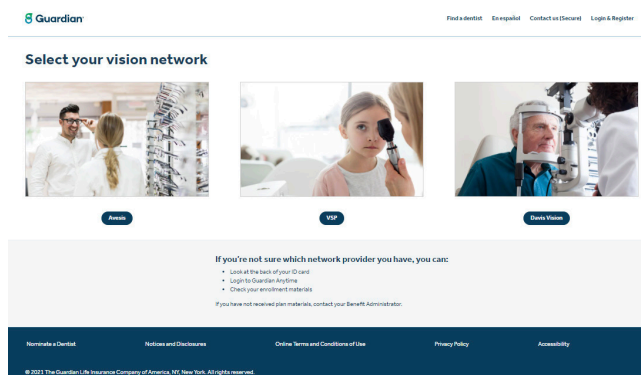 Guardian
Find a dentist En español Contact us (Secure) Login & Register
Select your vision network
Avesis VSP Davis Vision
If you're not sure which network provider you have, you can:
• Look at the back of your ID card
• Login to Guardian Anytime
• Check your enrollment materials
If you have not received plan materials, contact your Benefit Administrator.
Nominate a Dentist Notices and Disclosures Online Terms and Conditions of Use Privacy Policy Accessibility
© 2021 The Guardian Life Insurance Company of America, NY, New York. All rights reserved.